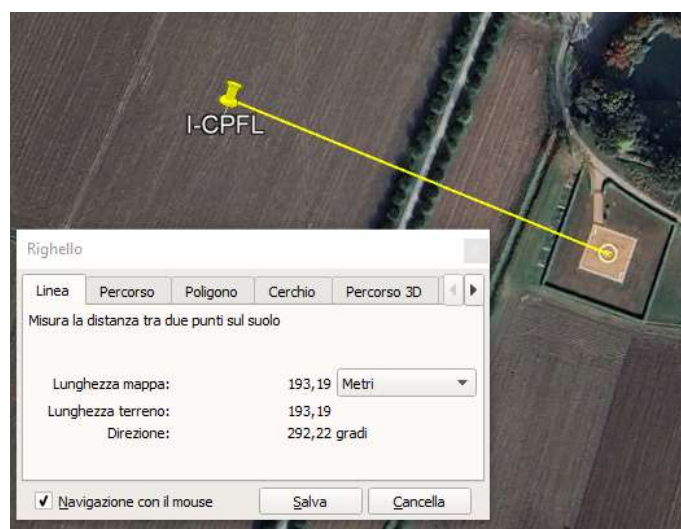 I-CPFL
Righello
Linea Percorso Poligono Cerchio Percorso 3D
Misura la distanza tra due punti sul suolo
Lunghezza mappa: 193,19 Metri
Lunghezza terreno: 193,19
Direzione: 292,22 gradi
Navigazione con il mouse Salva Cancella